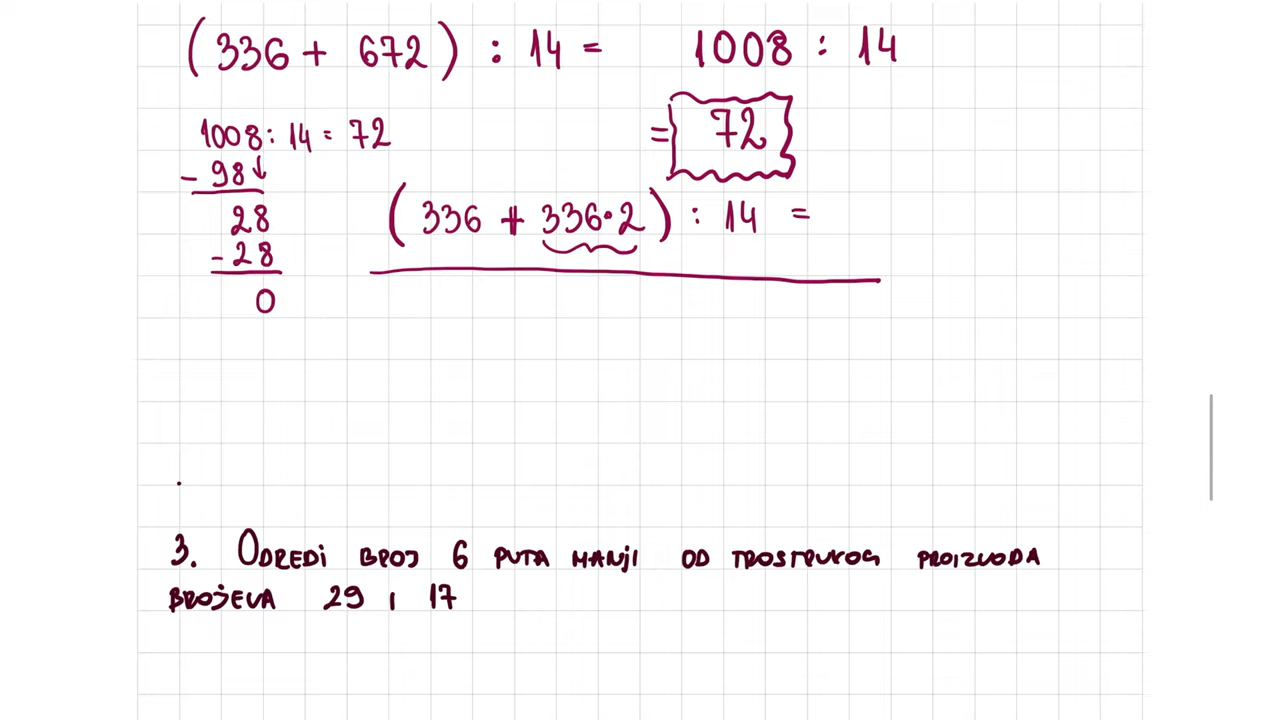 (336 + 672) : 14 = 1008 : 14
= 72
1008 : 14 = 72
- 98↓
28
- 28
0
(336 + 336·2) : 14 =
3. ODREDI BROJ 6 PUTA MANJI OD TROSTRUKOG PROIZVODA
BROJEVA 29 I 17